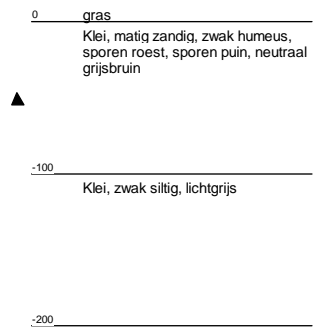 0 gras
Klei, matig zandig, zwak humeus,
sporen roest, sporen puin, neutraal
grijsbruin
-100
Klei, zwak siltig, lichtgrijs
-200